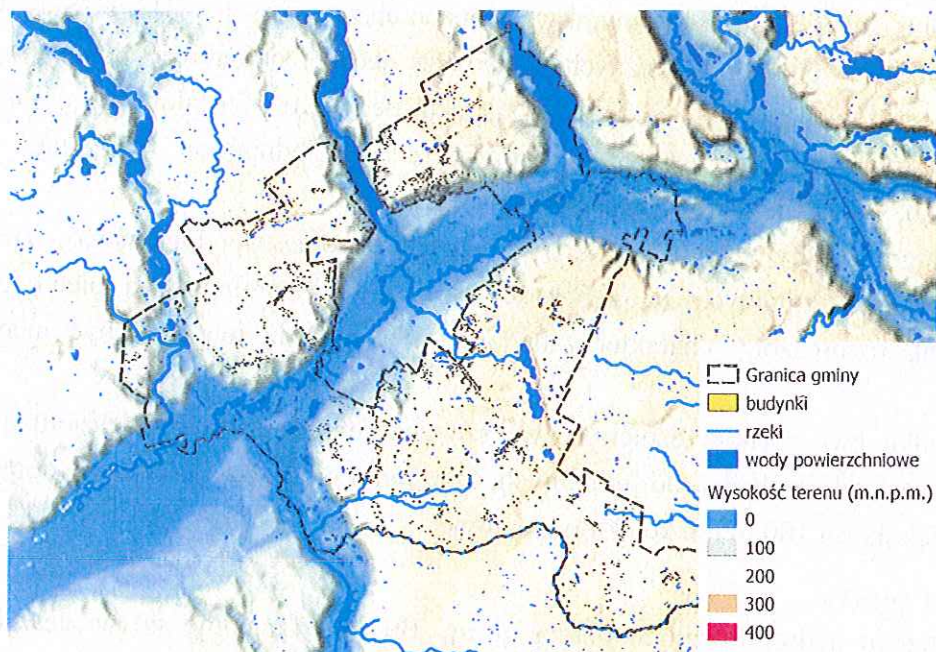 Granica gminy
budynki
rzeki
wody powierzchniowe
Wysokość terenu (m.n.p.m.)
0
100
200
300
400